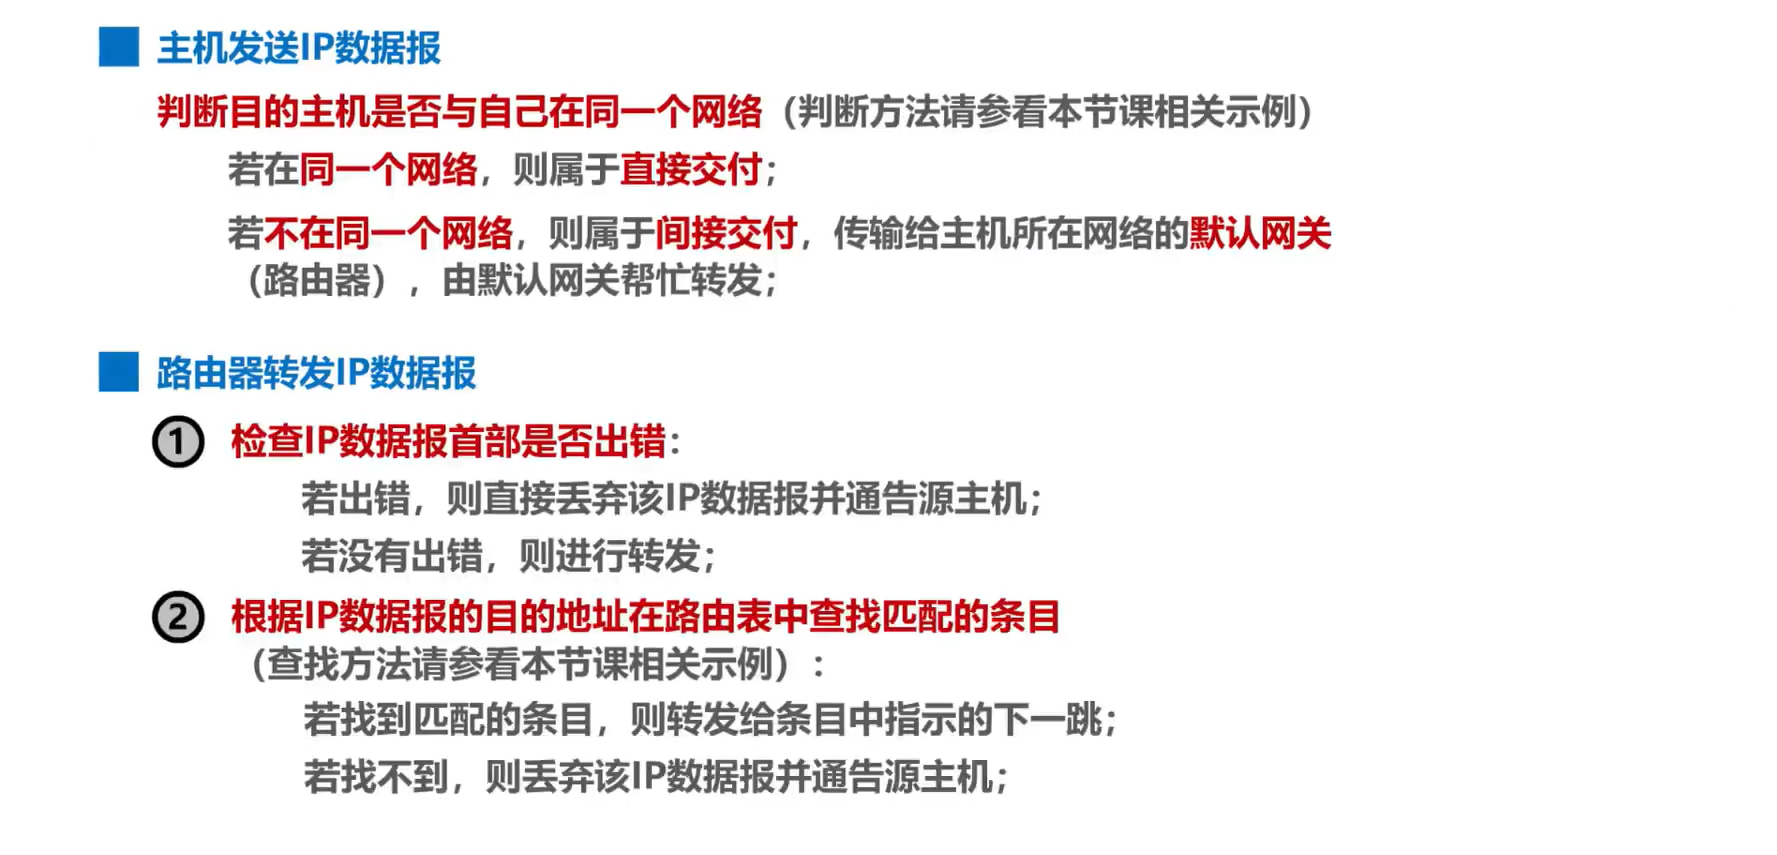 主机发送IP数据报
判断目的主机是否与自己在同一个网络（判断方法请参看本节课相关示例）
若在同一个网络，则属于直接交付；
若不在同一个网络，则属于间接交付，传输给主机所在网络的默认网关
（路由器），由默认网关帮忙转发；
路由器转发IP数据报
① 检查IP数据报首部是否出错：
若出错，则直接丢弃该IP数据报并通告源主机；
若没有出错，则进行转发；
② 根据IP数据报的目的地址在路由表中查找匹配的条目
（查找方法请参看本节课相关示例）：
若找到匹配的条目，则转发给条目中指示的下一跳；
若找不到，则丢弃该IP数据报并通告源主机；